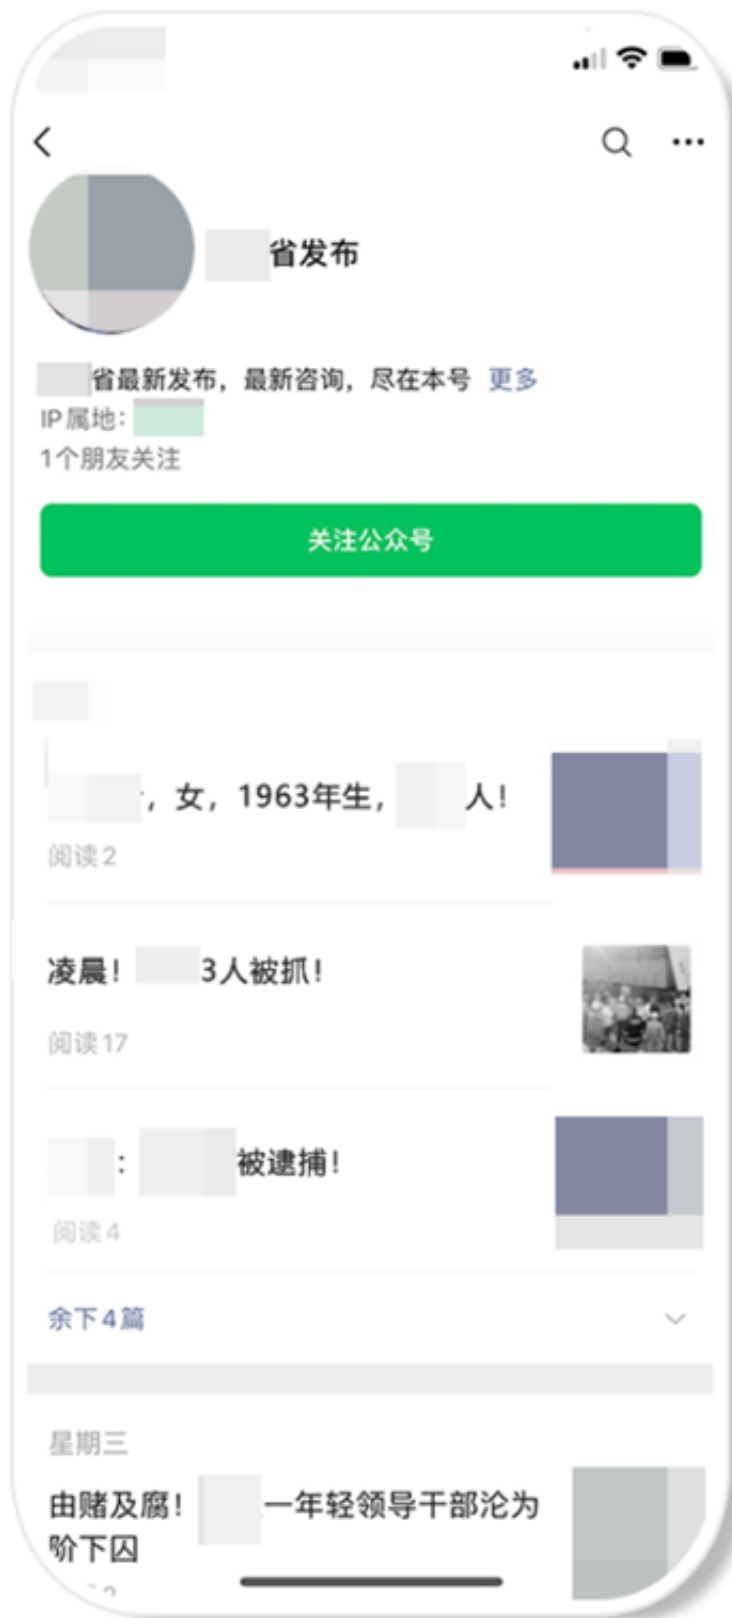 省发布
省最新发布，最新咨询，尽在本号 更多
IP属地：
1个朋友关注
关注公众号
，女，1963年生， 人！
阅读2
凌晨！ 3人被抓！
阅读17
： 被逮捕！
阅读4
余下4篇
星期三
由赌及腐！ 一年轻领导干部沦为
阶下囚